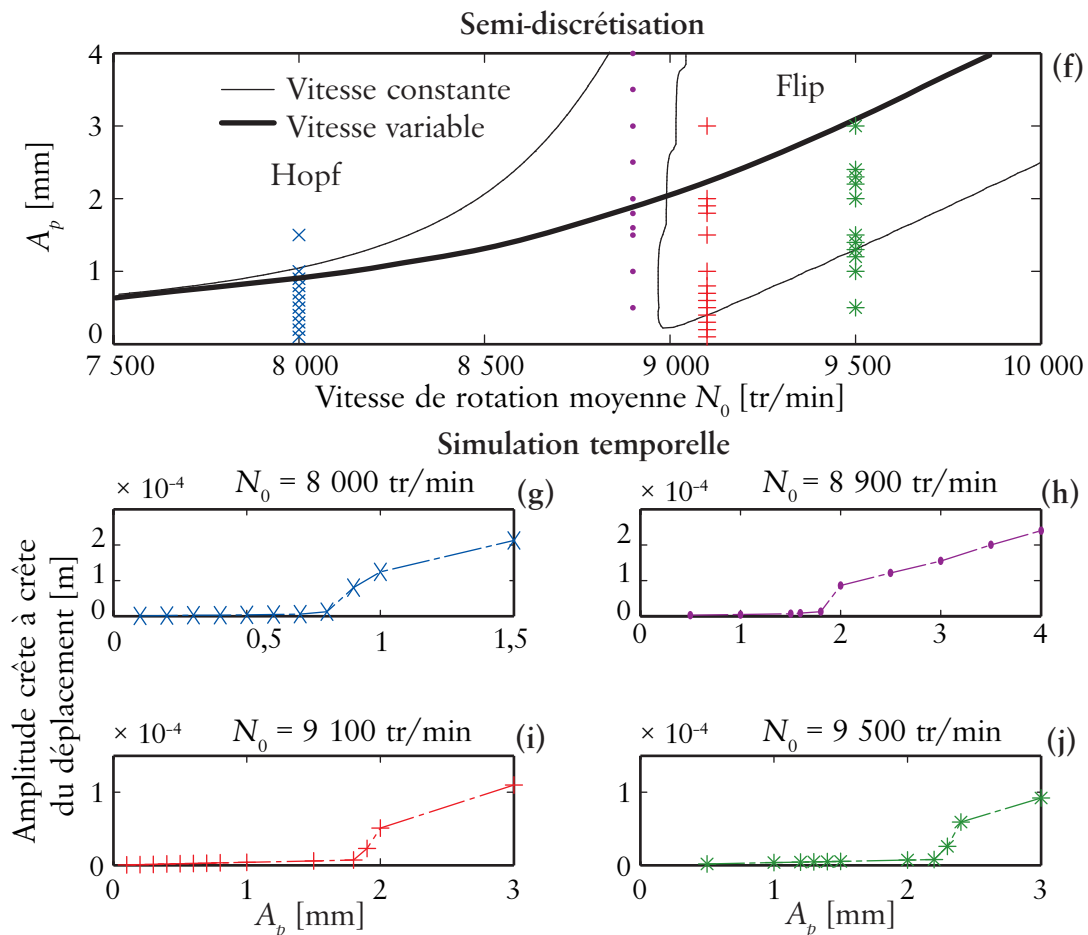 Semi-discrétisation
(f)
4
3
2
1
0
A_p [mm]
Vitesse constante
Vitesse variable
Hopf
Flip
7 500 8 000 8 500 9 000 9 500 10 000
Vitesse de rotation moyenne N_0 [tr/min]
Simulation temporelle
Amplitude crête à crête
du déplacement [m]
× 10^-4 N_0 = 8 000 tr/min (g)
2
1
0
0 0,5 1 1,5
× 10^-4 N_0 = 8 900 tr/min (h)
2
1
0
0 1 2 3 4
× 10^-4 N_0 = 9 100 tr/min (i)
1
0
0 1 2 3
A_p [mm]
× 10^-4 N_0 = 9 500 tr/min (j)
1
0
0 1 2 3
A_p [mm]